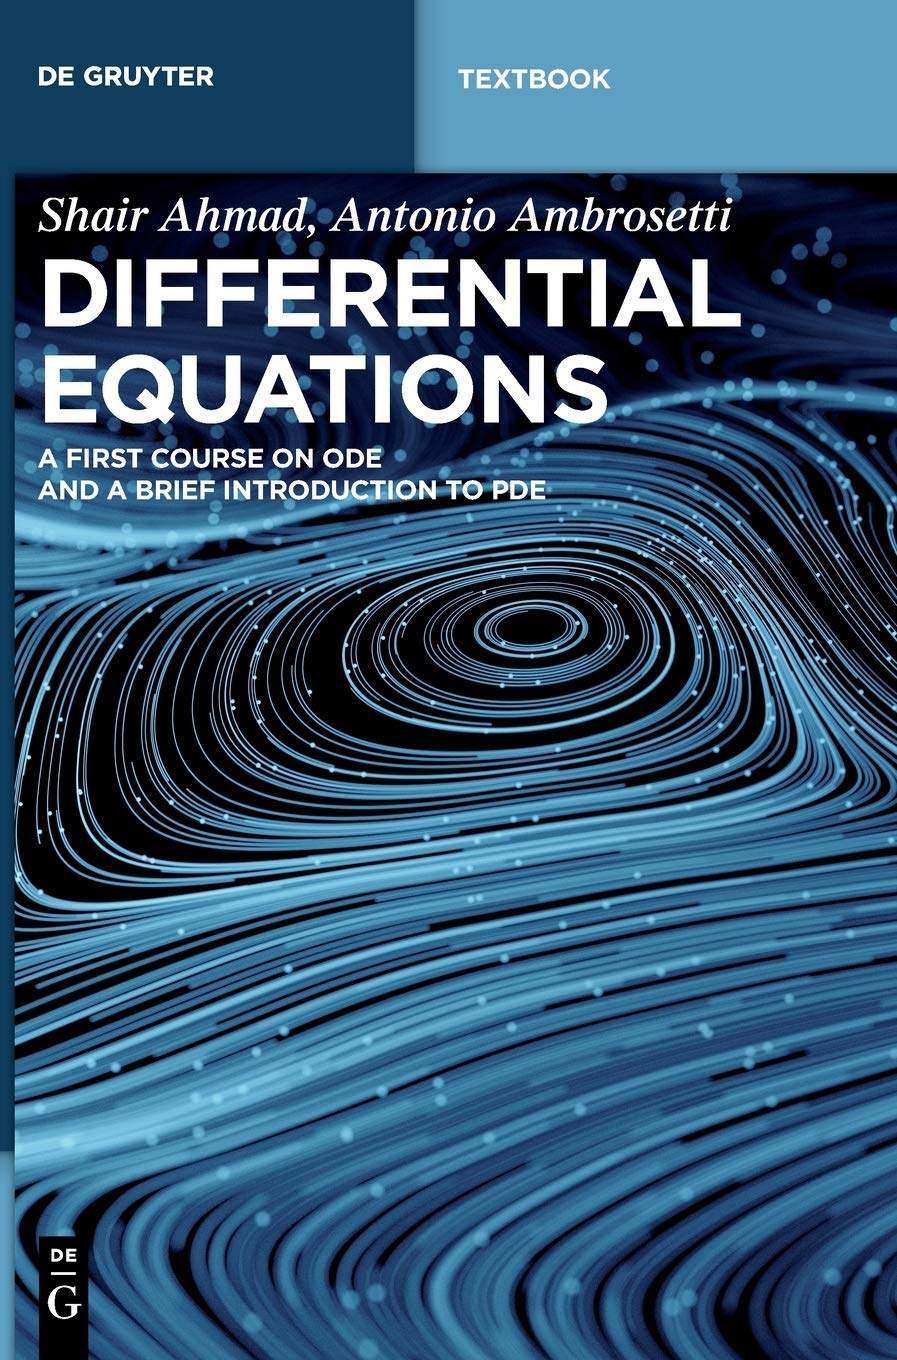 DE GRUYTER
TEXTBOOK
Shair Ahmad, Antonio Ambrosetti
DIFFERENTIAL
EQUATIONS
A FIRST COURSE ON ODE
AND A BRIEF INTRODUCTION TO PDE
DE
G